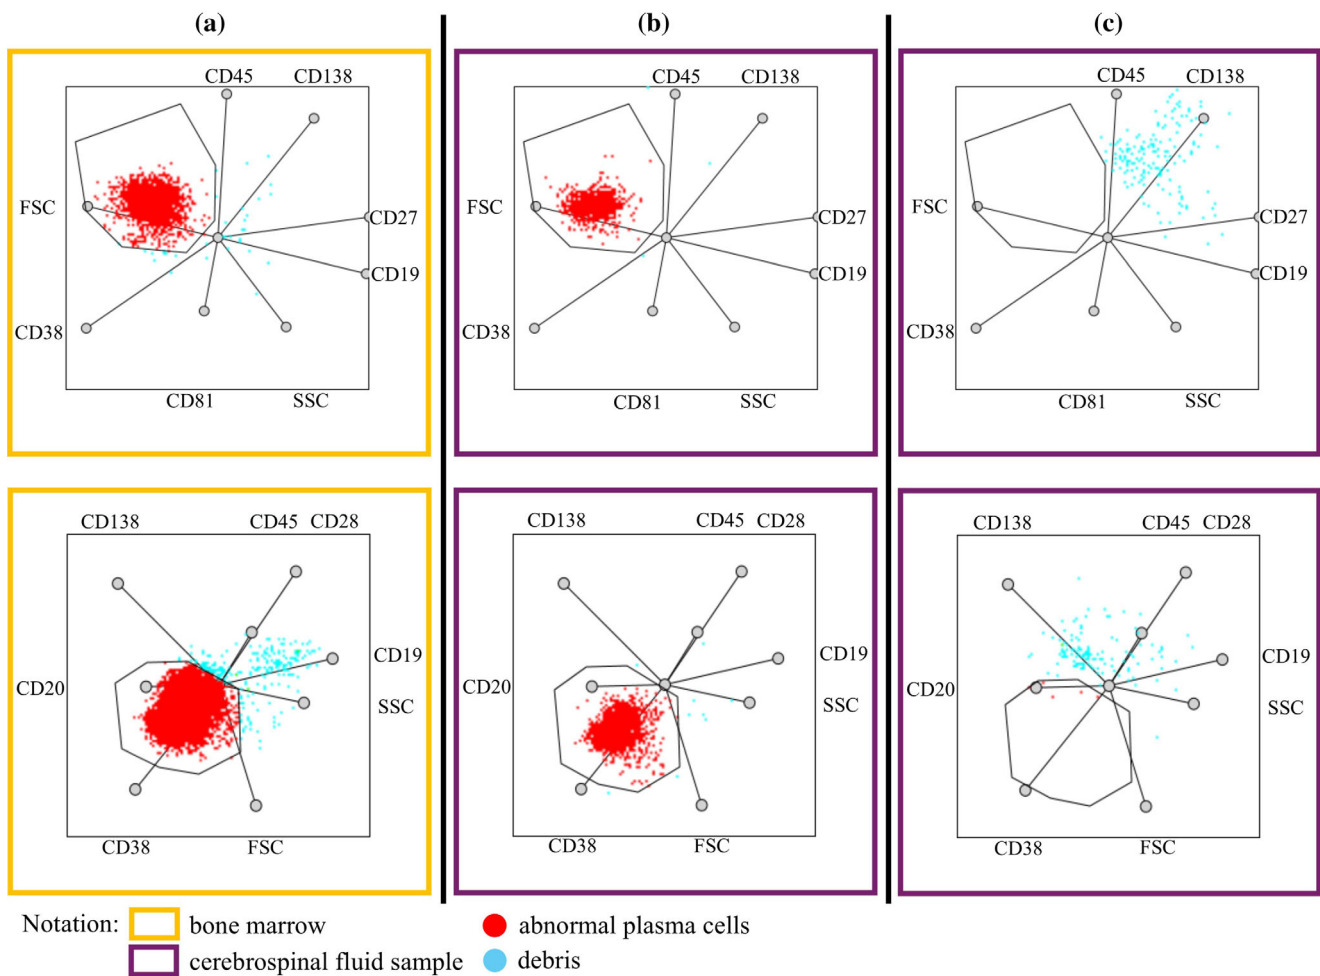 (a) (b) (c)
CD45 CD138 CD45 CD138 CD45 CD138
FSC FSC FSC
CD27 CD27 CD27
CD19 CD19 CD19
CD38 CD38 CD38
CD81 SSC CD81 SSC CD81 SSC
CD138 CD45 CD28 CD138 CD45 CD28 CD138 CD45 CD28
CD19 CD19 CD19
CD20 CD20 CD20
SSC SSC SSC
CD38 FSC CD38 FSC CD38 FSC
Notation: bone marrow abnormal plasma cells
cerebrospinal fluid sample debris